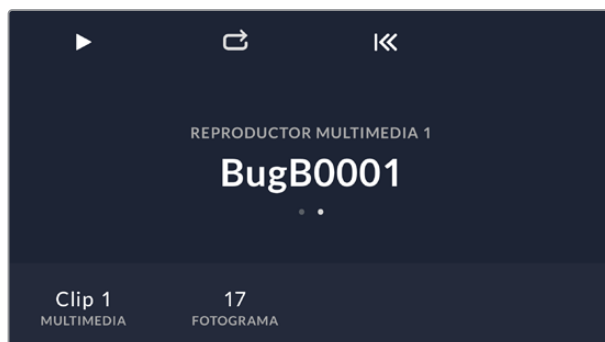 REPRODUCTOR MULTIMEDIA 1
BugB0001
Clip 1 17
MULTIMEDIA FOTOGRAMA